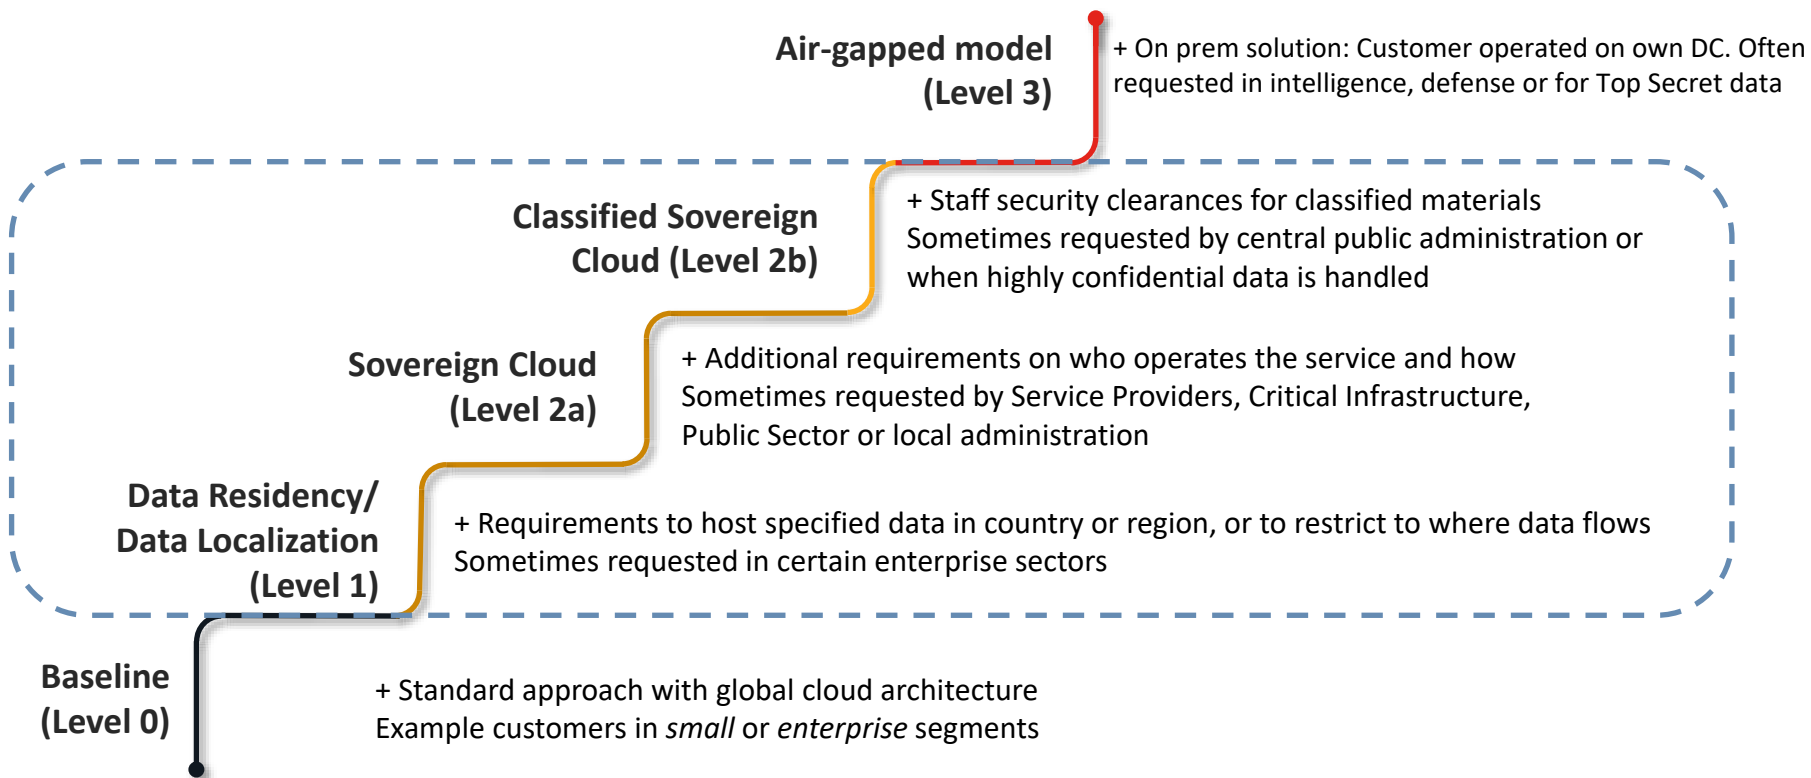 Air-gapped model
(Level 3)
+ On prem solution: Customer operated on own DC. Often
requested in intelligence, defense or for Top Secret data
Classified Sovereign
Cloud (Level 2b)
+ Staff security clearances for classified materials
Sometimes requested by central public administration or
when highly confidential data is handled
Sovereign Cloud
(Level 2a)
+ Additional requirements on who operates the service and how
Sometimes requested by Service Providers, Critical Infrastructure,
Public Sector or local administration
Data Residency/
Data Localization
(Level 1)
+ Requirements to host specified data in country or region, or to restrict to where data flows
Sometimes requested in certain enterprise sectors
Baseline
(Level 0)
+ Standard approach with global cloud architecture
Example customers in small or enterprise segments